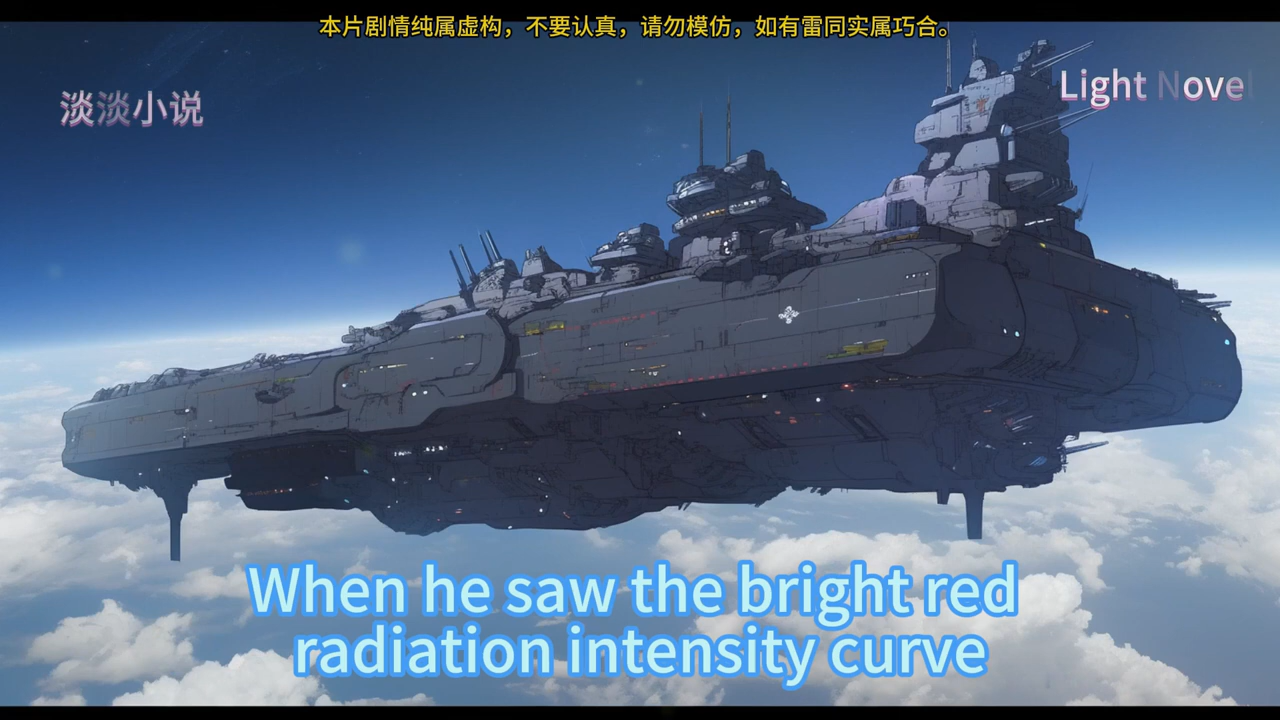 本片剧情纯属虚构，不要认真，请勿模仿，如有雷同实属巧合。
淡淡小说
Light Novel
When he saw the bright red
radiation intensity curve